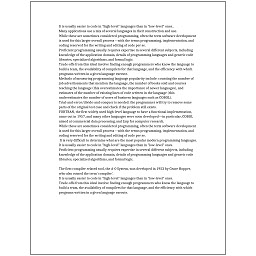 It is usually easier to code in "high-level" languages than in "low-level" ones.
Many applications use a mix of several languages in their construction and use.
While these are sometimes considered programming, often the term software development
is used for this larger overall process – with the terms programming, implementation, and
coding reserved for the writing and editing of code per se.
Proficient programming usually requires expertise in several different subjects, including
knowledge of the application domain, details of programming languages and generic code
libraries, specialized algorithms, and formal logic.
Trade-offs from this ideal involve finding enough programmers who know the language to
build a team, the availability of compilers for that language, and the efficiency with which
programs written in a given language execute.
Methods of measuring programming language popularity include: counting the number of
job advertisements that mention the language, the number of books sold and courses
teaching the language (this overestimates the importance of newer languages), and
estimates of the number of existing lines of code written in the language (this
underestimates the number of users of business languages such as COBOL).
Trial-and-error/divide-and-conquer is needed: the programmer will try to remove some
parts of the original test case and check if the problem still exists.
FORTRAN, the first widely used high-level language to have a functional implementation,
came out in 1957, and many other languages were soon developed—in particular, COBOL
aimed at commercial data processing, and Lisp for computer research.
While these are sometimes considered programming, often the term software development
is used for this larger overall process – with the terms programming, implementation, and
coding reserved for the writing and editing of code per se.
It is very difficult to determine what are the most popular modern programming languages.
Proficient programming usually requires expertise in several different subjects, including
knowledge of the application domain, details of programming languages and generic code
libraries, specialized algorithms, and formal logic.
The first compiler related tool, the A-0 System, was developed in 1952 by Grace Hopper,
who also coined the term 'compiler'.
It is usually easier to code in "high-level" languages than in "low-level" ones.
Trade-offs from this ideal involve finding enough programmers who know the language to
build a team, the availability of compilers for that language, and the efficiency with which
programs written in a given language execute.